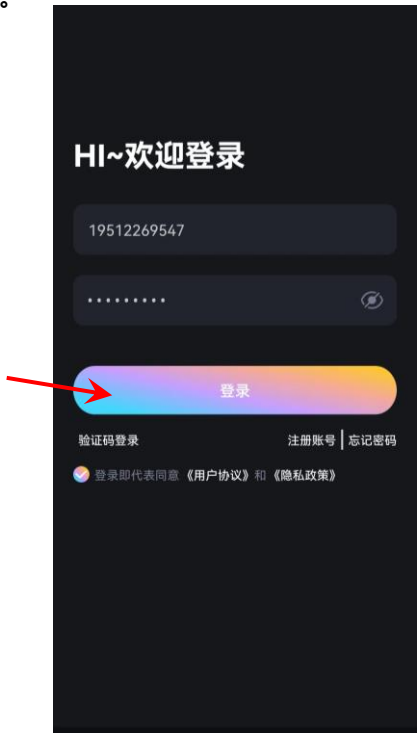 。
HI~欢迎登录
19512269547
•••••••••
登录
验证码登录 注册账号 | 忘记密码
登录即代表同意《用户协议》和《隐私政策》